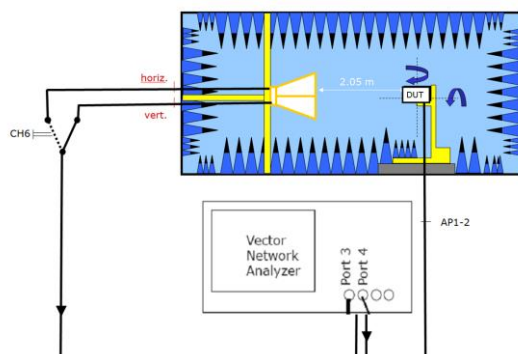 horiz.
2.05 m
DUT
vert.
CH6
AP1-2
Vector
Network
Analyzer
Port 3
Port 4